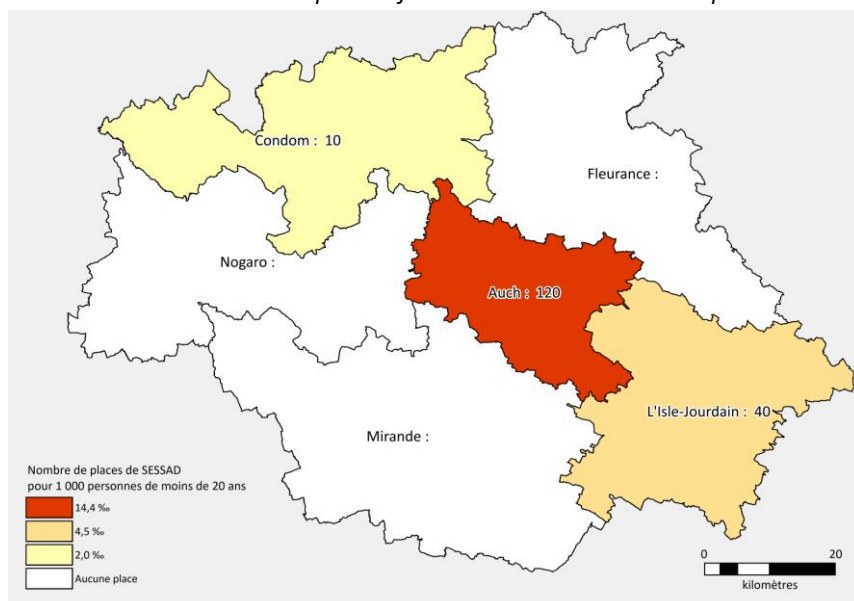 Condom : 10
Fleurance :
Nogaro :
Auch : 120
L'Isle-Jourdain : 40
Mirande :
Nombre de places de SESSAD
pour 1 000 personnes de moins de 20 ans
14,4 ‰
4,5 ‰
2,0 ‰
Aucune place
0 20
kilomètres